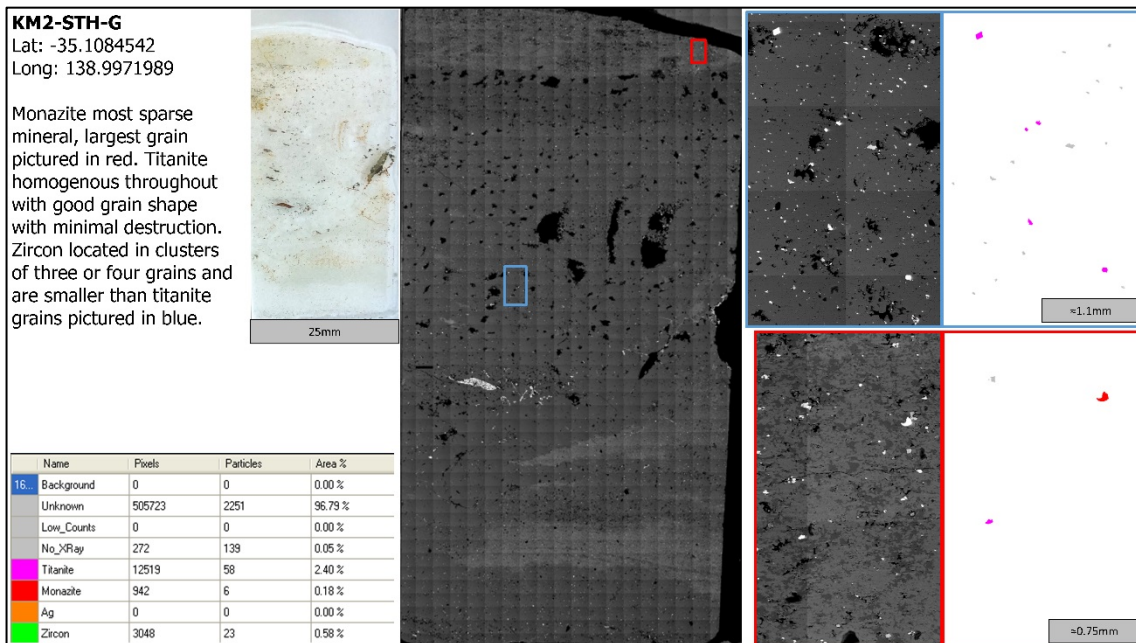 KM2-STH-G
Lat: -35.1084542
Long: 138.9971989
Monazite most sparse
mineral, largest grain
pictured in red. Titanite
homogenous throughout
with good grain shape
with minimal destruction.
Zircon located in clusters
of three or four grains and
are smaller than titanite
grains pictured in blue.
25mm
Name Pixels Particles Area %
16... Background 0 0 0.00 %
Unknown 505723 2251 96.79 %
Low_Counts 0 0 0.00 %
No_XRay 272 139 0.05 %
Titanite 12519 58 2.40 %
Monazite 942 6 0.18 %
Ag 0 0 0.00 %
Zircon 3048 23 0.58 %
≈1.1mm
≈0.75mm